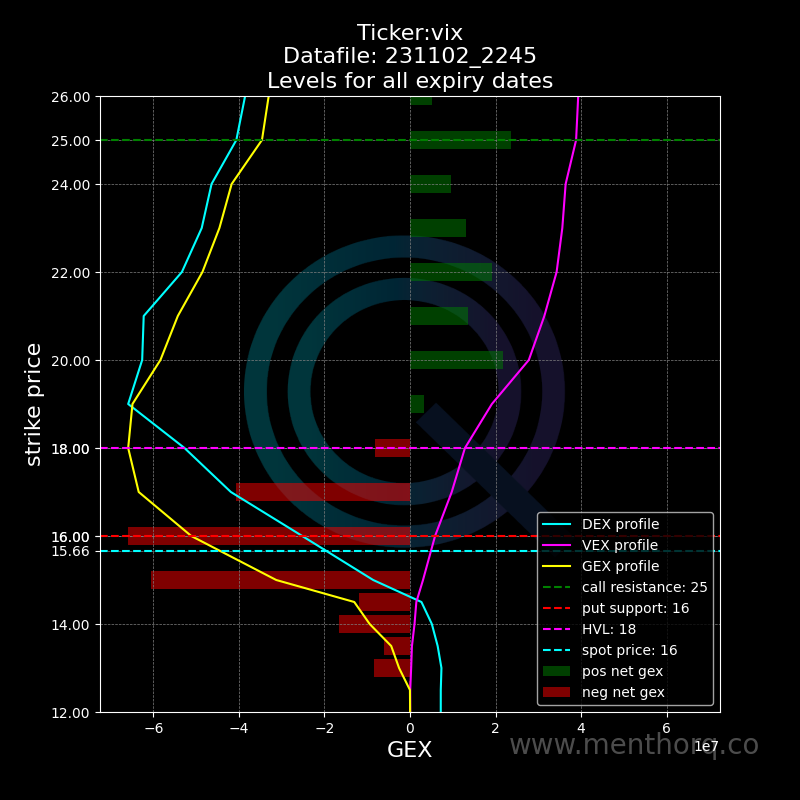 Ticker:vix
Datafile: 231102_2245
Levels for all expiry dates
26.00
25.00
24.00
22.00
20.00
18.00
16.00
15.66
14.00
12.00
strike price
−6
−4
−2
0
2
4
6
1e7
GEX
DEX profile
VEX profile
GEX profile
call resistance: 25
put support: 16
HVL: 18
spot price: 16
pos net gex
neg net gex
www.menthorq.co